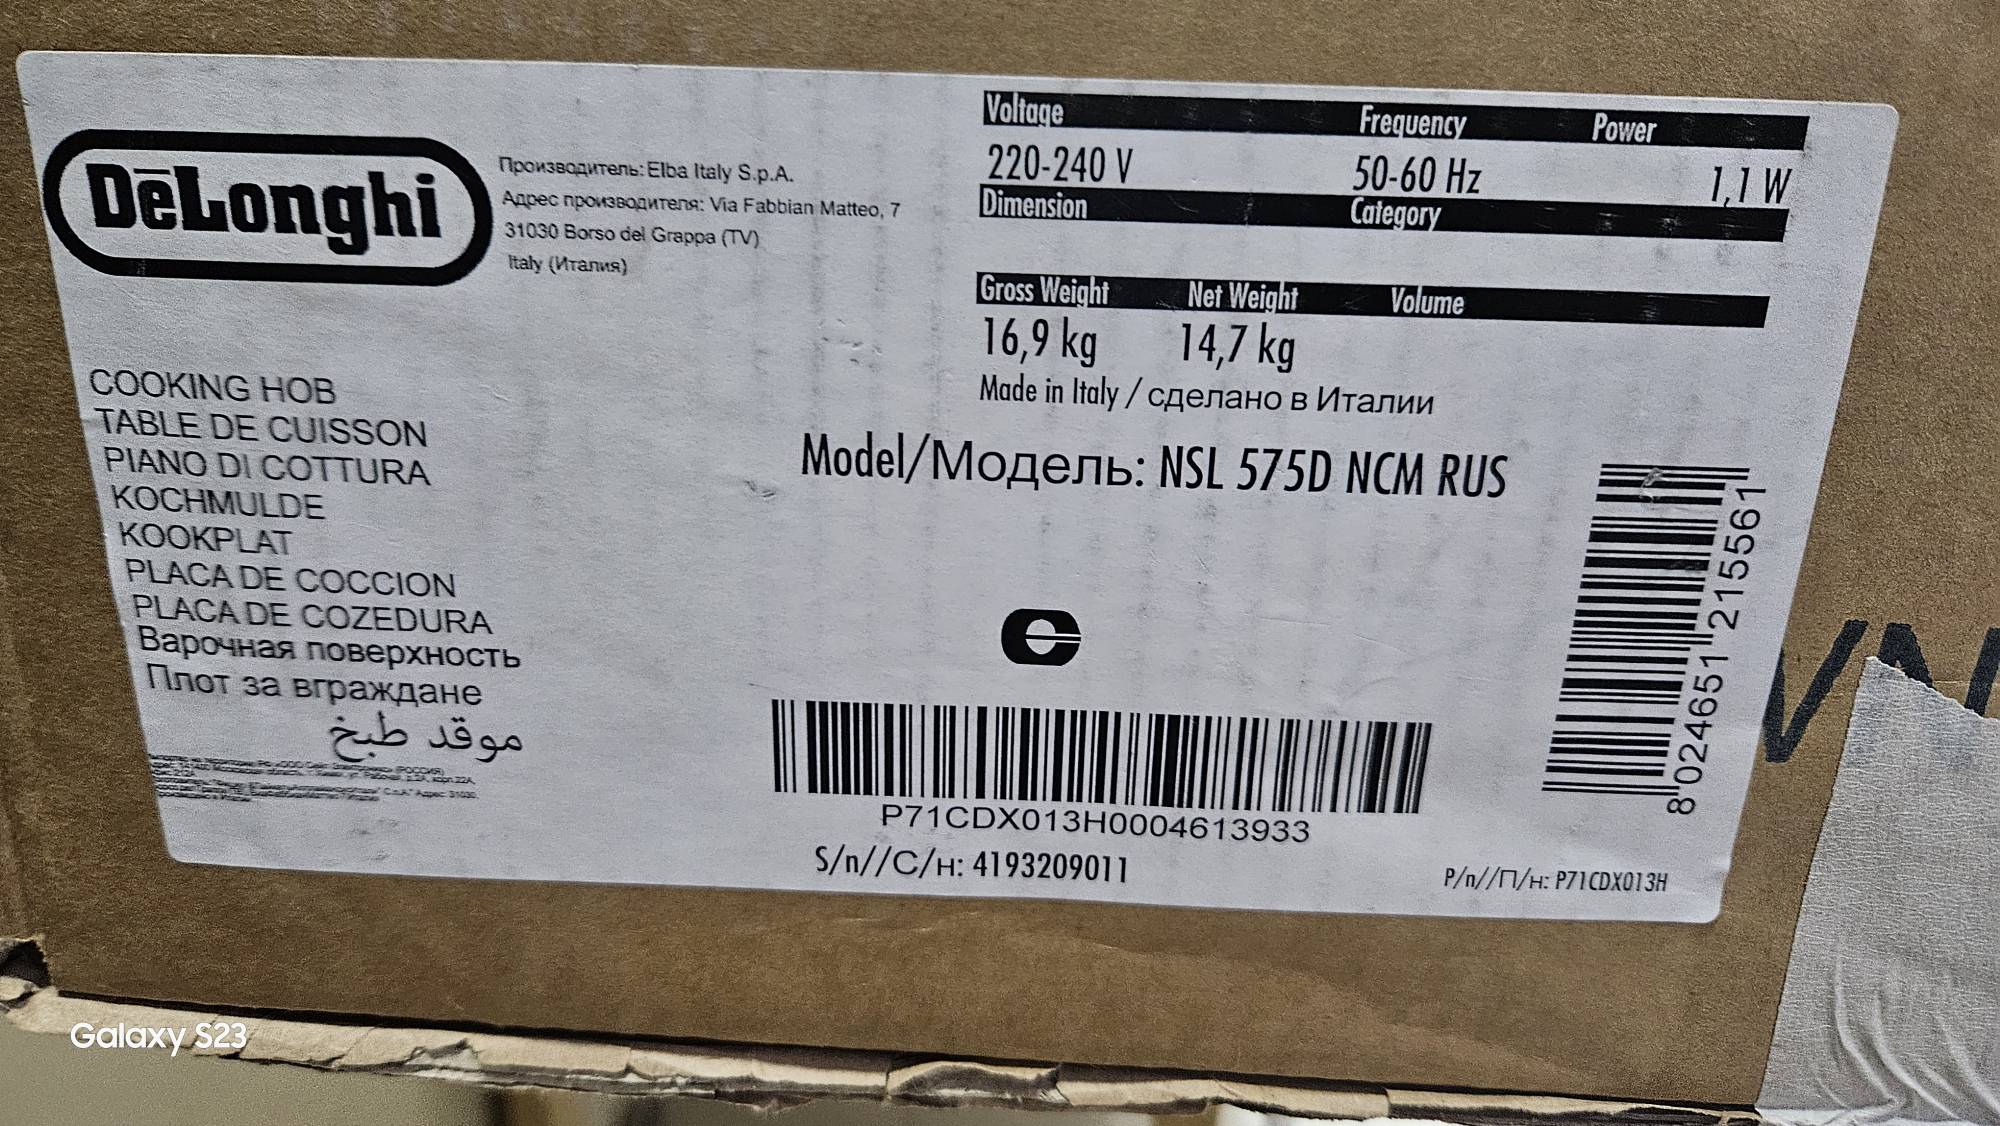 DeLonghi
Производитель: Elba Italy S.p.A.
Адрес производителя: Via Fabbian Matteo, 7
31030 Borso del Grappa (TV)
Italy (Италия)
Voltage Frequency Power
220-240 V 50-60 Hz 1,1 W
Dimension Category
Gross Weight Net Weight Volume
16,9 kg 14,7 kg
Made in Italy / сделано в Италии
Model/Модель: NSL 575D NCM RUS
COOKING HOB
TABLE DE CUISSON
PIANO DI COTTURA
KOCHMULDE
KOOKPLAT
PLACA DE COCCION
PLACA DE COZEDURA
Варочная поверхность
Плот за вграждане
موقد طبخ
P71CDX013H0004613933
S/n//С/н: 4193209011
8 024651 215561
P/n//П/н: P71CDX013H
Galaxy S23